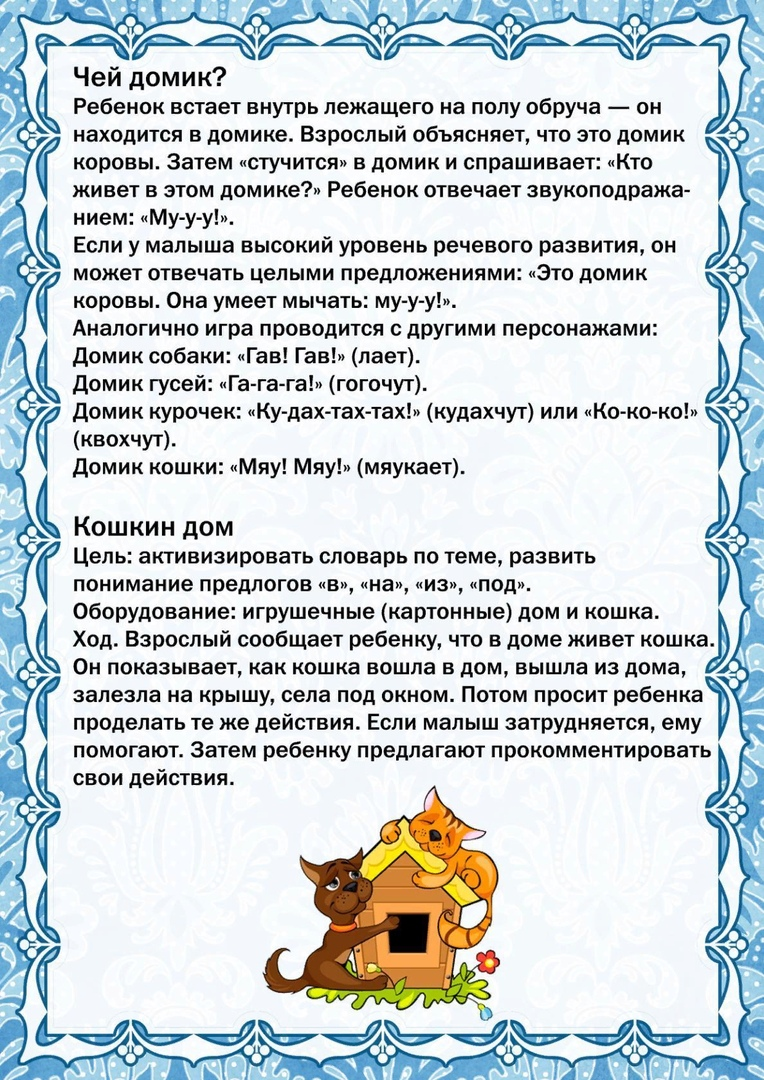 Чей домик?
Ребенок встает внутрь лежащего на полу обруча — он
находится в домике. Взрослый объясняет, что это домик
коровы. Затем «стучится» в домик и спрашивает: «Кто
живет в этом домике?» Ребенок отвечает звукоподража-
нием: «Му-у-у!».
Если у малыша высокий уровень речевого развития, он
может отвечать целыми предложениями: «Это домик
коровы. Она умеет мычать: му-у-у!».
Аналогично игра проводится с другими персонажами:
Домик собаки: «Гав! Гав!» (лает).
Домик гусей: «Га-га-га!» (гогочут).
Домик курочек: «Ку-дах-тах-тах!» (кудахчут) или «Ко-ко-ко!»
(квохчут).
Домик кошки: «Мяу! Мяу!» (мяукает).
Кошкин дом
Цель: активизировать словарь по теме, развить
понимание предлогов «в», «на», «из», «под».
Оборудование: игрушечные (картонные) дом и кошка.
Ход. Взрослый сообщает ребенку, что в доме живет кошка.
Он показывает, как кошка вошла в дом, вышла из дома,
залезла на крышу, села под окном. Потом просит ребенка
проделать те же действия. Если малыш затрудняется, ему
помогают. Затем ребенку предлагают прокомментировать
свои действия.